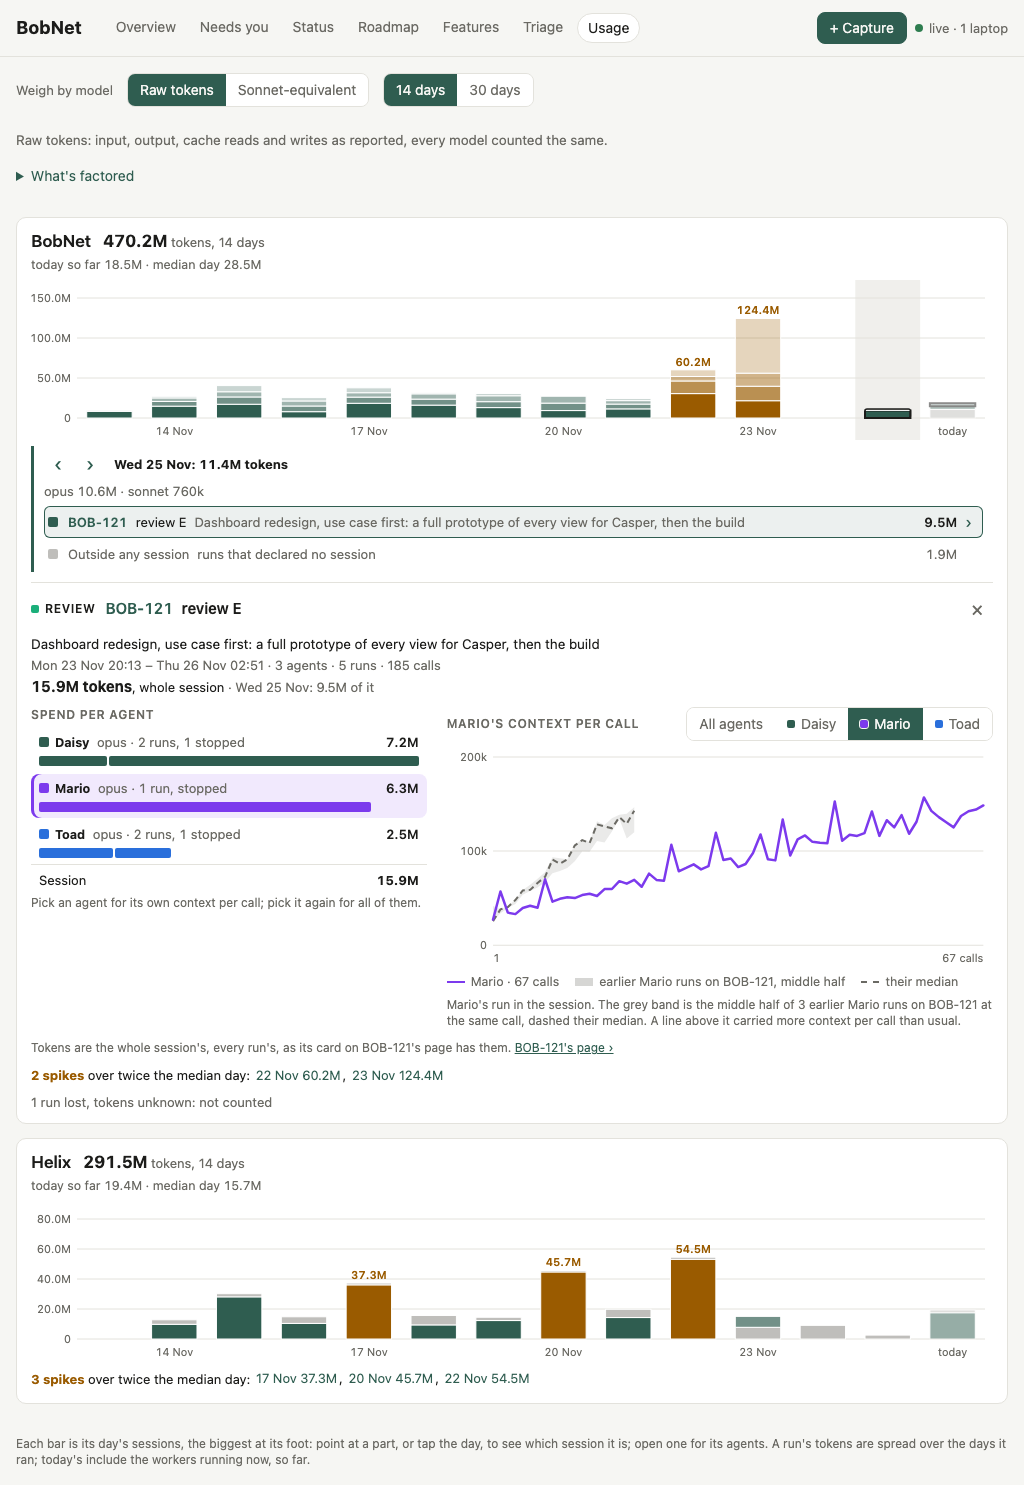 BobNet Overview Needs you Status Roadmap Features Triage Usage + Capture live · 1 laptop
Weigh by model Raw tokens Sonnet-equivalent 14 days 30 days
Raw tokens: input, output, cache reads and writes as reported, every model counted the same.
▶ What's factored
BobNet 470.2M tokens, 14 days
today so far 18.5M · median day 28.5M
150.0M
124.4M
100.0M
60.2M
50.0M
0
14 Nov 17 Nov 20 Nov 23 Nov today
‹ › Wed 25 Nov: 11.4M tokens
opus 10.6M · sonnet 760k
BOB-121 review E Dashboard redesign, use case first: a full prototype of every view for Casper, then the build 9.5M ›
Outside any session runs that declared no session 1.9M
REVIEW BOB-121 review E ×
Dashboard redesign, use case first: a full prototype of every view for Casper, then the build
Mon 23 Nov 20:13 – Thu 26 Nov 02:51 · 3 agents · 5 runs · 185 calls
15.9M tokens, whole session · Wed 25 Nov: 9.5M of it
SPEND PER AGENT
Daisy opus · 2 runs, 1 stopped 7.2M
Mario opus · 1 run, stopped 6.3M
Toad opus · 2 runs, 1 stopped 2.5M
Session 15.9M
Pick an agent for its own context per call; pick it again for all of them.
MARIO'S CONTEXT PER CALL All agents Daisy Mario Toad
200k
100k
0
1 67 calls
Mario · 67 calls earlier Mario runs on BOB-121, middle half their median
Mario's run in the session. The grey band is the middle half of 3 earlier Mario runs on BOB-121 at
the same call, dashed their median. A line above it carried more context per call than usual.
Tokens are the whole session's, every run's, as its card on BOB-121's page has them. BOB-121's page ›
2 spikes over twice the median day: 22 Nov 60.2M, 23 Nov 124.4M
1 run lost, tokens unknown: not counted
Helix 291.5M tokens, 14 days
today so far 19.4M · median day 15.7M
80.0M
60.0M
54.5M
45.7M
40.0M
37.3M
20.0M
0
14 Nov 17 Nov 20 Nov 23 Nov today
3 spikes over twice the median day: 17 Nov 37.3M, 20 Nov 45.7M, 22 Nov 54.5M
Each bar is its day's sessions, the biggest at its foot: point at a part, or tap the day, to see which session it is; open one for its agents. A run's tokens are spread over the days it
ran; today's include the workers running now, so far.